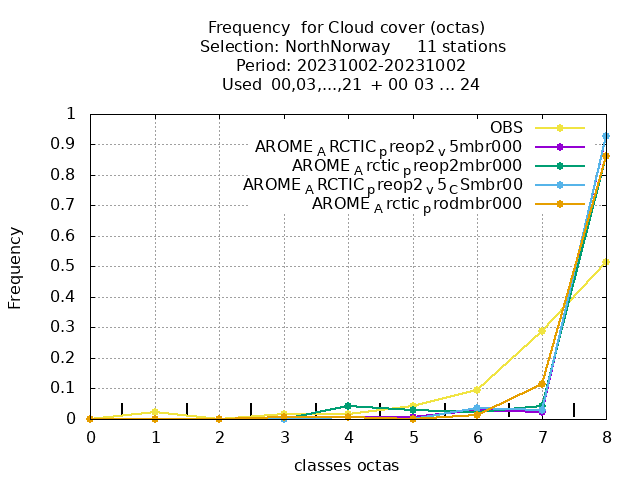 Frequency  for Cloud cover (octas)
Selection: NorthNorway     11 stations
Period: 20231002-20231002
Used  00,03,...,21  + 00 03 ... 24
OBS
AROME_ARCTIC_preop2_v5mbr000
AROME_Arctic_preop2mbr000
AROME_ARCTIC_preop2_v5_CSmbr00
AROME_Arctic_prodmbr000
1
0.9
0.8
0.7
0.6
0.5
0.4
0.3
0.2
0.1
0
Frequency
0 1 2 3 4 5 6 7 8
classes octas